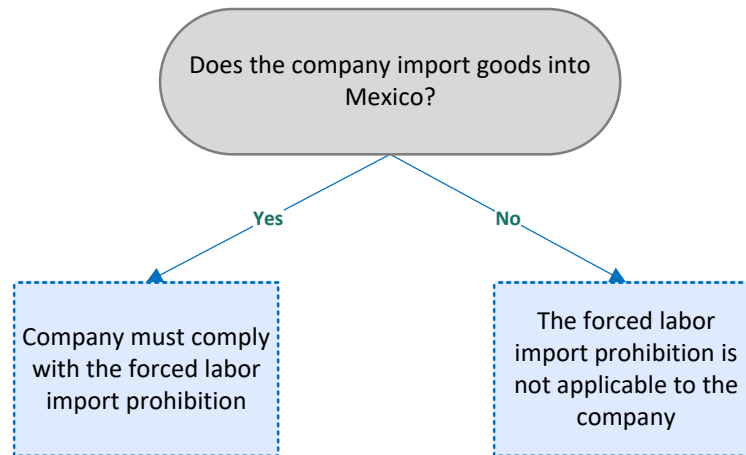 Does the company import goods into
Mexico?
Yes
No
Company must comply
with the forced labor
import prohibition
The forced labor
import prohibition is
not applicable to the
company